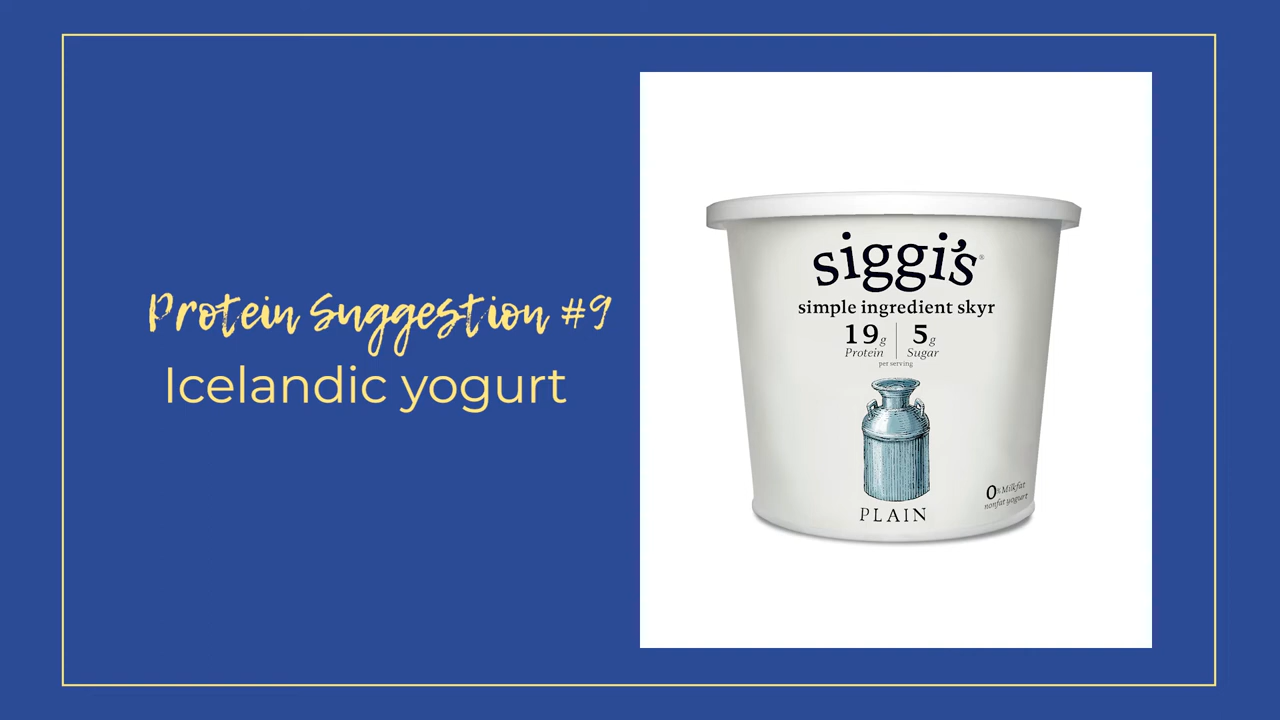 Protein Suggestion #9
Icelandic yogurt
siggi's®
simple ingredient skyr
19g 5g
Protein Sugar
per serving
PLAIN
0% Milkfat
nonfat yogurt